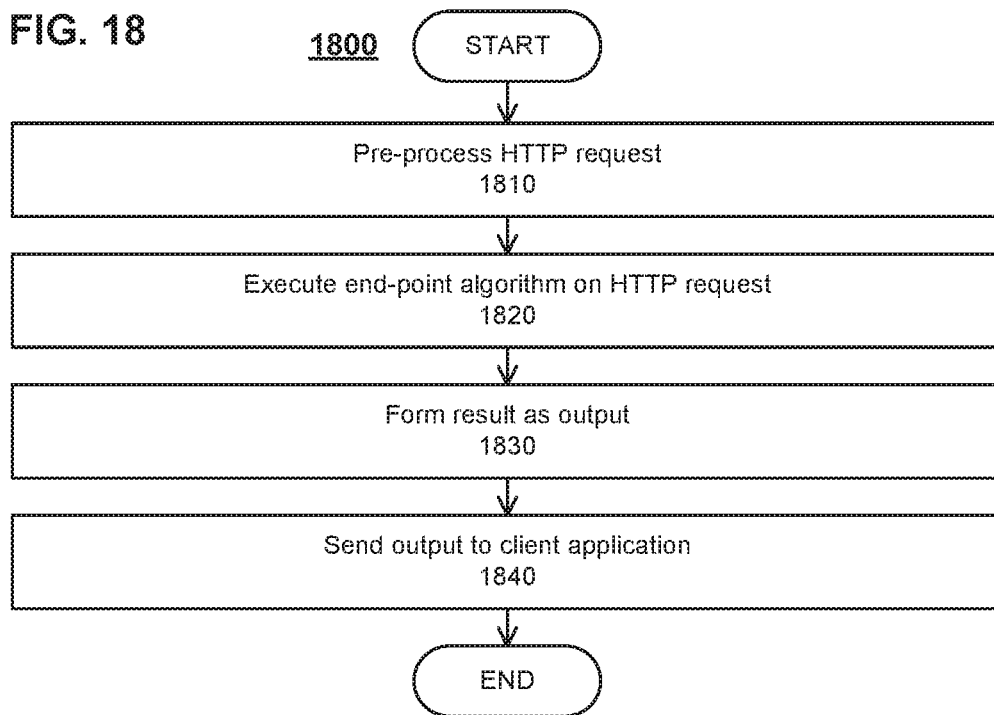 FIG. 18
1800
START
Pre-process HTTP request
1810
Execute end-point algorithm on HTTP request
1820
Form result as output
1830
Send output to client application
1840
END